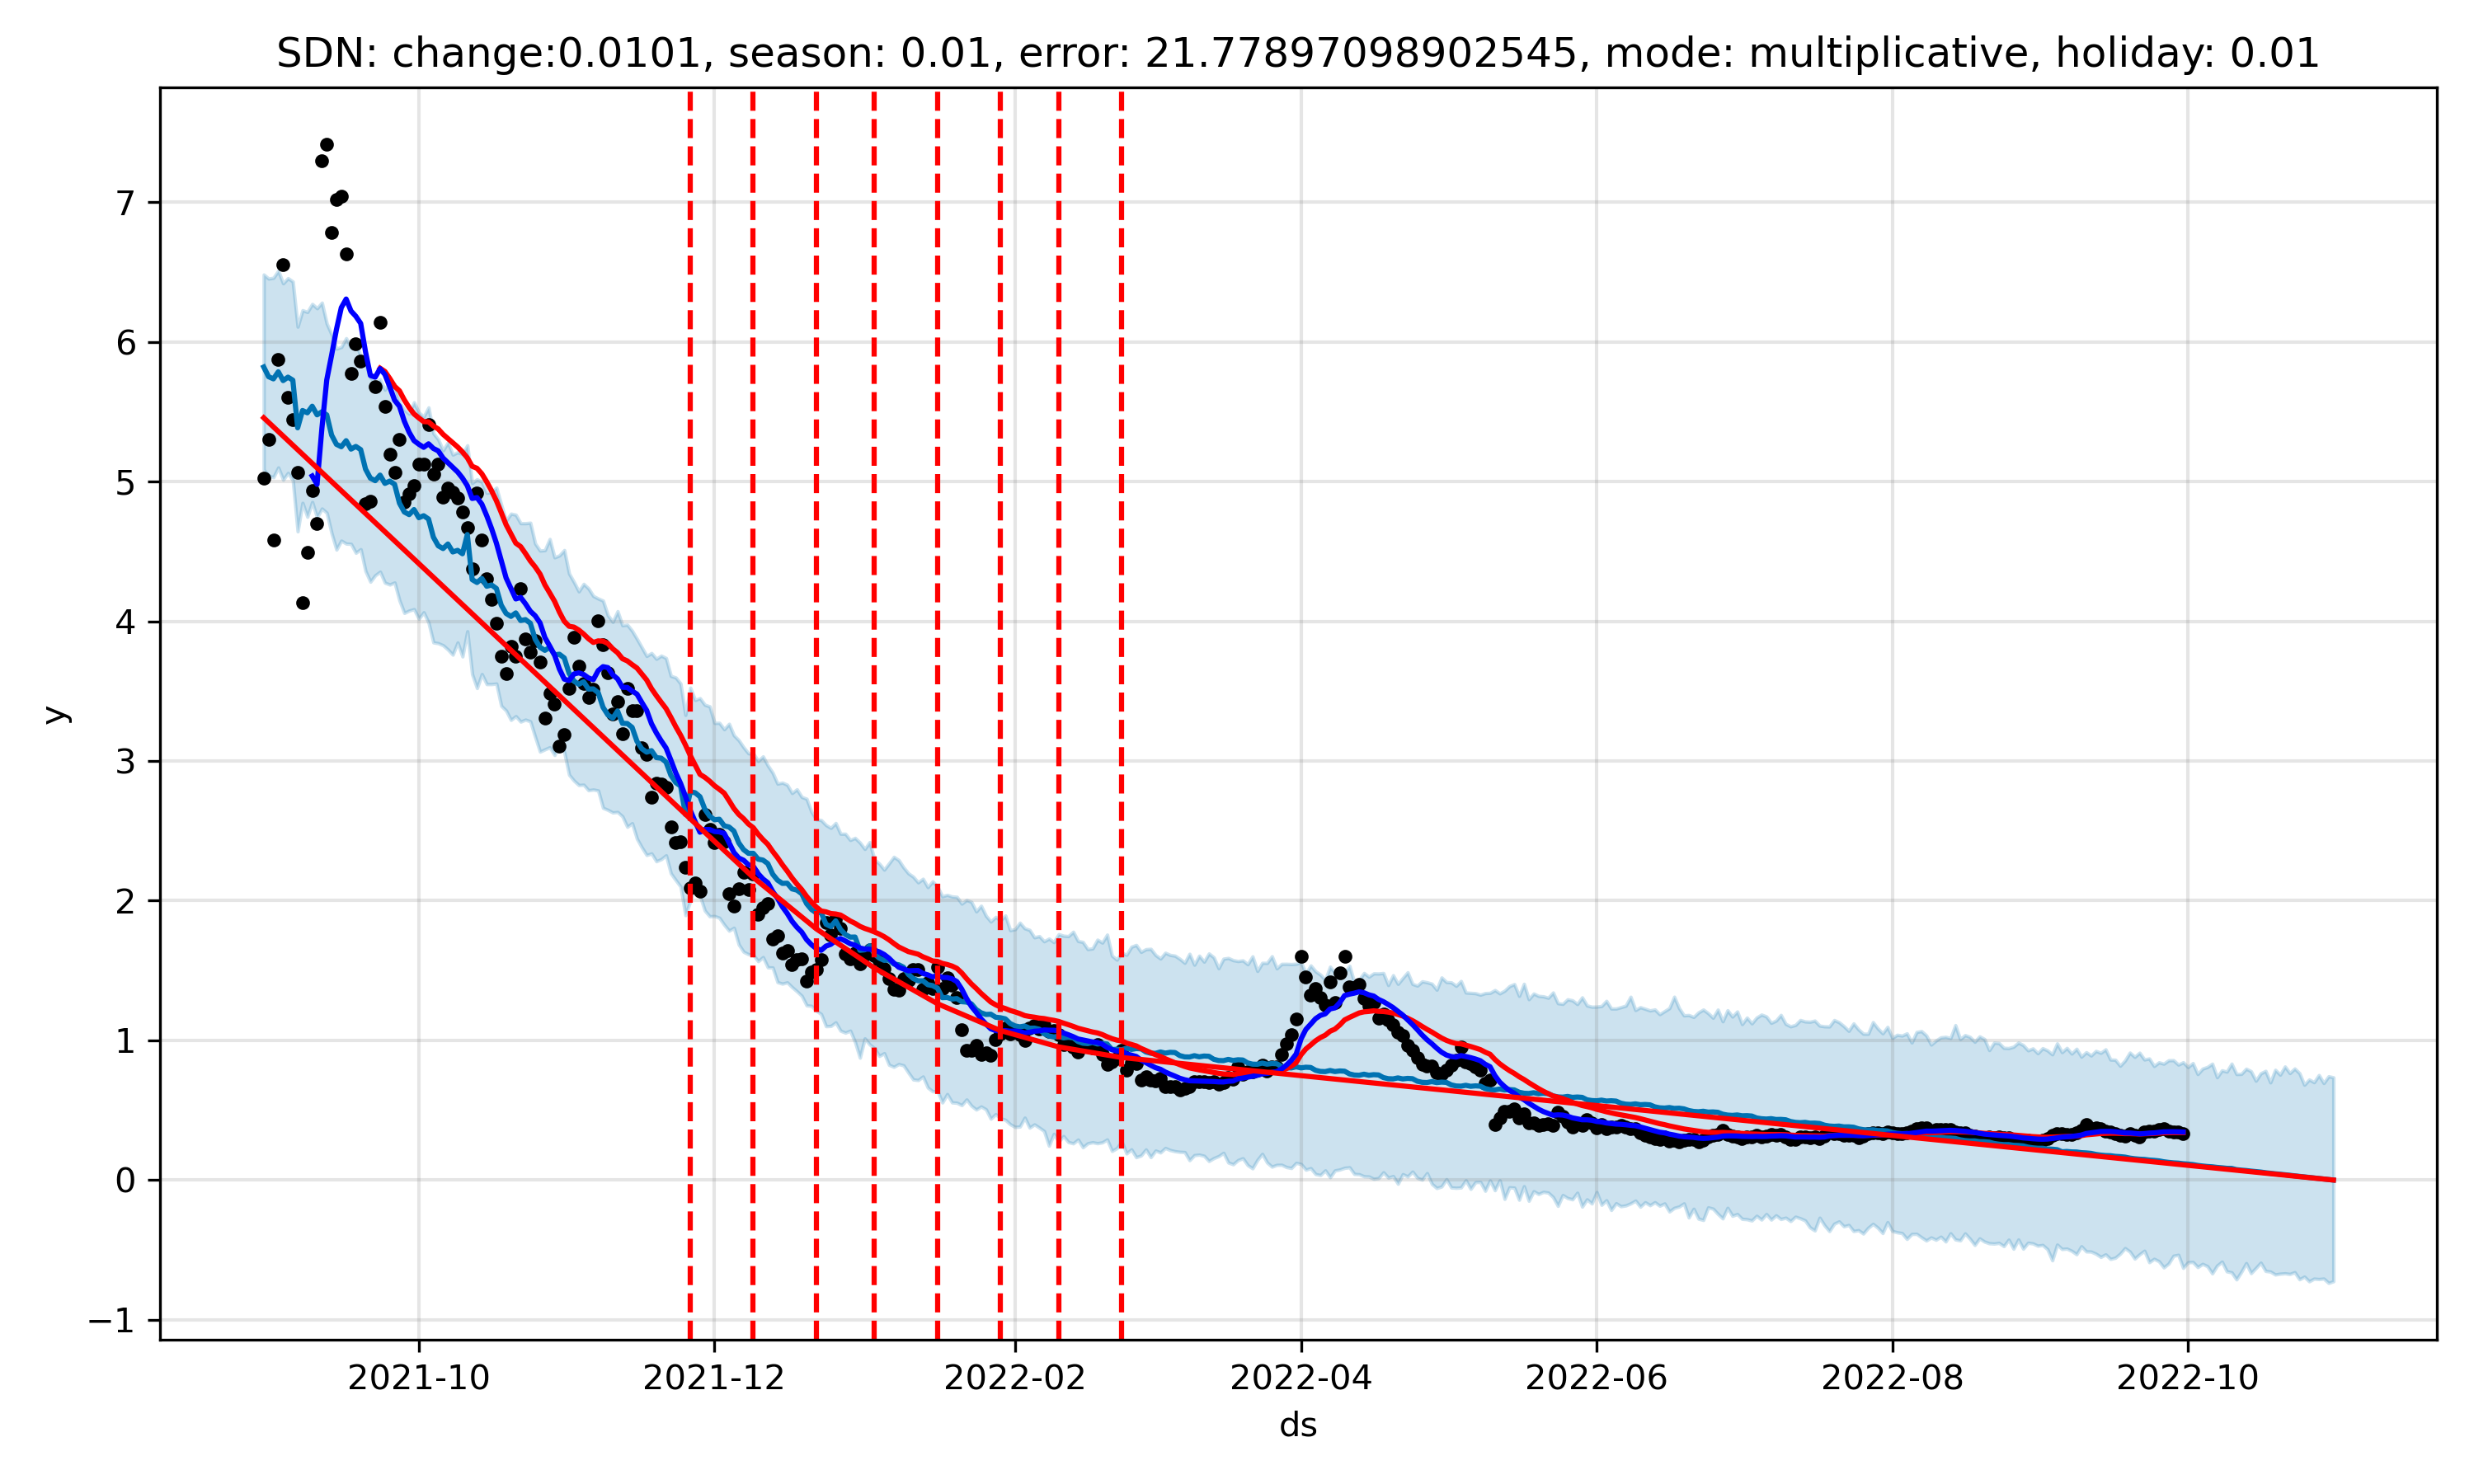 SDN: change:0.0101, season: 0.01, error: 21.77897098902545, mode: multiplicative, holiday: 0.01
7
6
5
4
3
2
1
0
−1
y
2021-10 2021-12 2022-02 2022-04 2022-06 2022-08 2022-10
ds